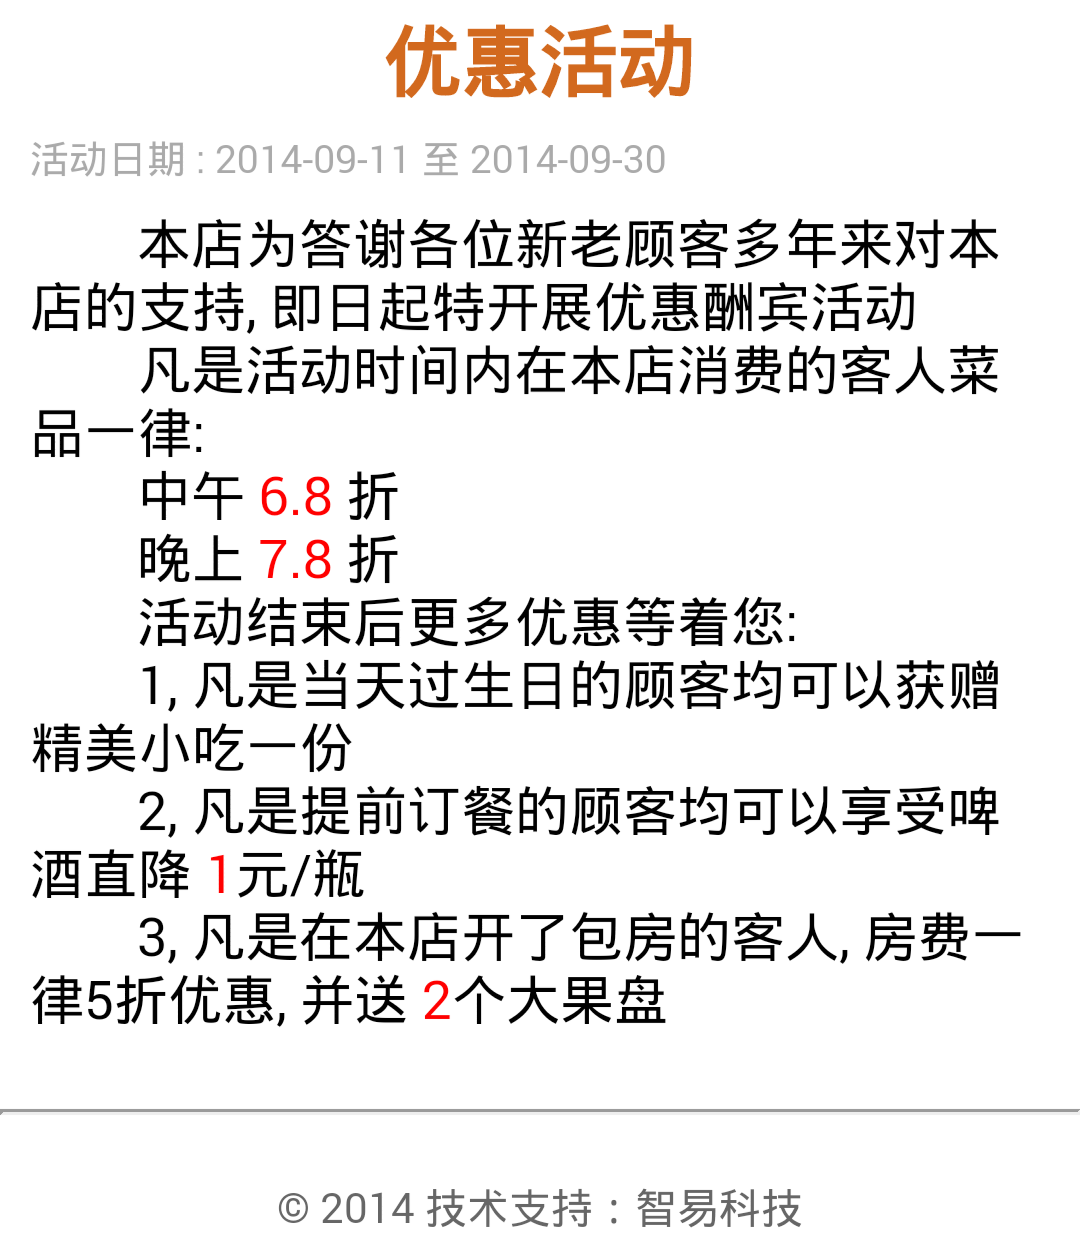 优惠活动
活动日期 : 2014-09-11 至 2014-09-30
本店为答谢各位新老顾客多年来对本
店的支持, 即日起特开展优惠酬宾活动
凡是活动时间内在本店消费的客人菜
品一律:
中午 6.8 折
晚上 7.8 折
活动结束后更多优惠等着您:
1, 凡是当天过生日的顾客均可以获赠
精美小吃一份
2, 凡是提前订餐的顾客均可以享受啤
酒直降 1元/瓶
3, 凡是在本店开了包房的客人, 房费一
律5折优惠, 并送 2个大果盘
© 2014 技术支持：智易科技